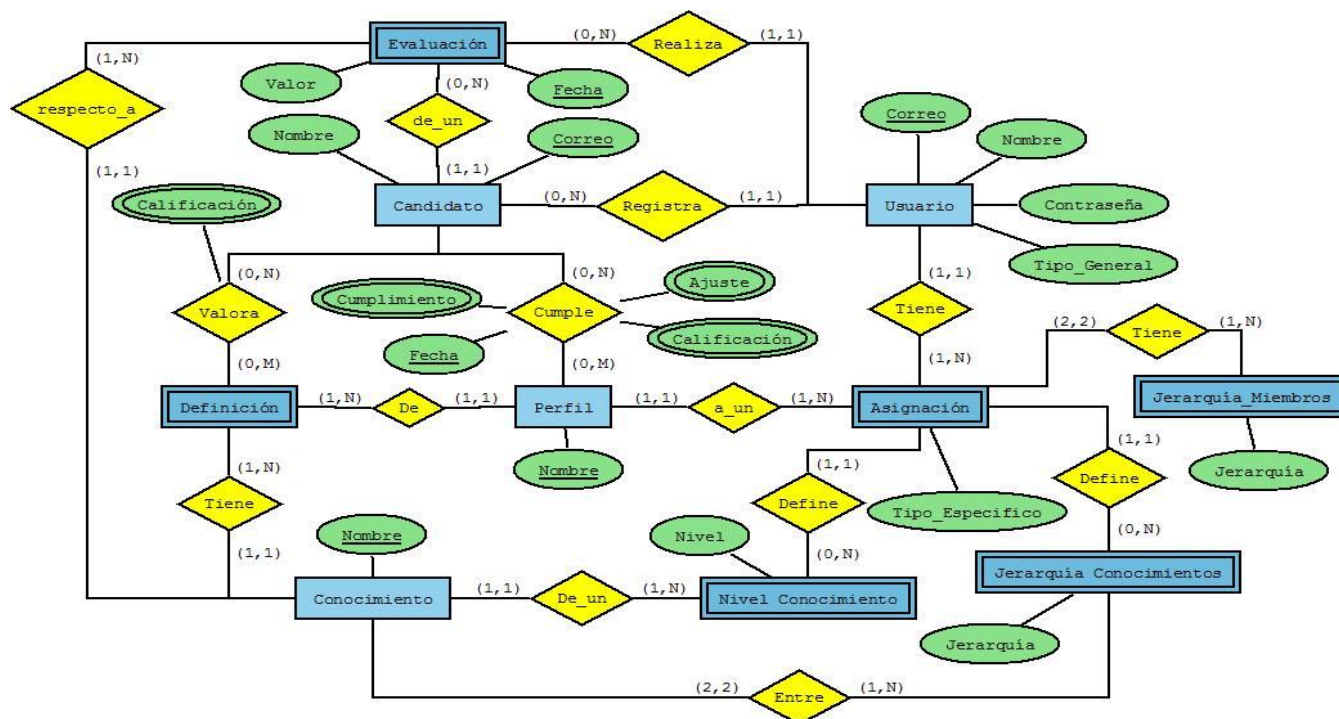 Evaluación
(0,N)
Realiza
(1,1)
(1,N)
Valor
(0,N)
Fecha
respecto_a
de_un
Correo
Nombre
Correo
Nombre
(1,1)
(1,1)
Calificación
Candidato
(0,N)
Registra
(1,1)
Usuario
Contraseña
Tipo_General
(0,N)
(0,N)
Ajuste
(1,1)
Cumplimiento
Valora
Cumple
Tiene
(2,2)
Tiene
(1,N)
Calificación
Fecha
(0,M)
(0,M)
(1,N)
Definición
(1,N)
De
(1,1)
Perfil
(1,1)
a_un
(1,N)
Asignación
Jerarquía_Miembros
(1,N)
Nombre
(1,1)
(1,1)
Jerarquía
Tiene
Define
Define
Tipo_Especifico
Nombre
Nivel
(1,1)
(0,N)
(0,N)
Jerarquía Conocimientos
Conocimiento
(1,1)
De_un
(1,N)
Nivel Conocimiento
Jerarquía
(2,2)
Entre
(1,N)